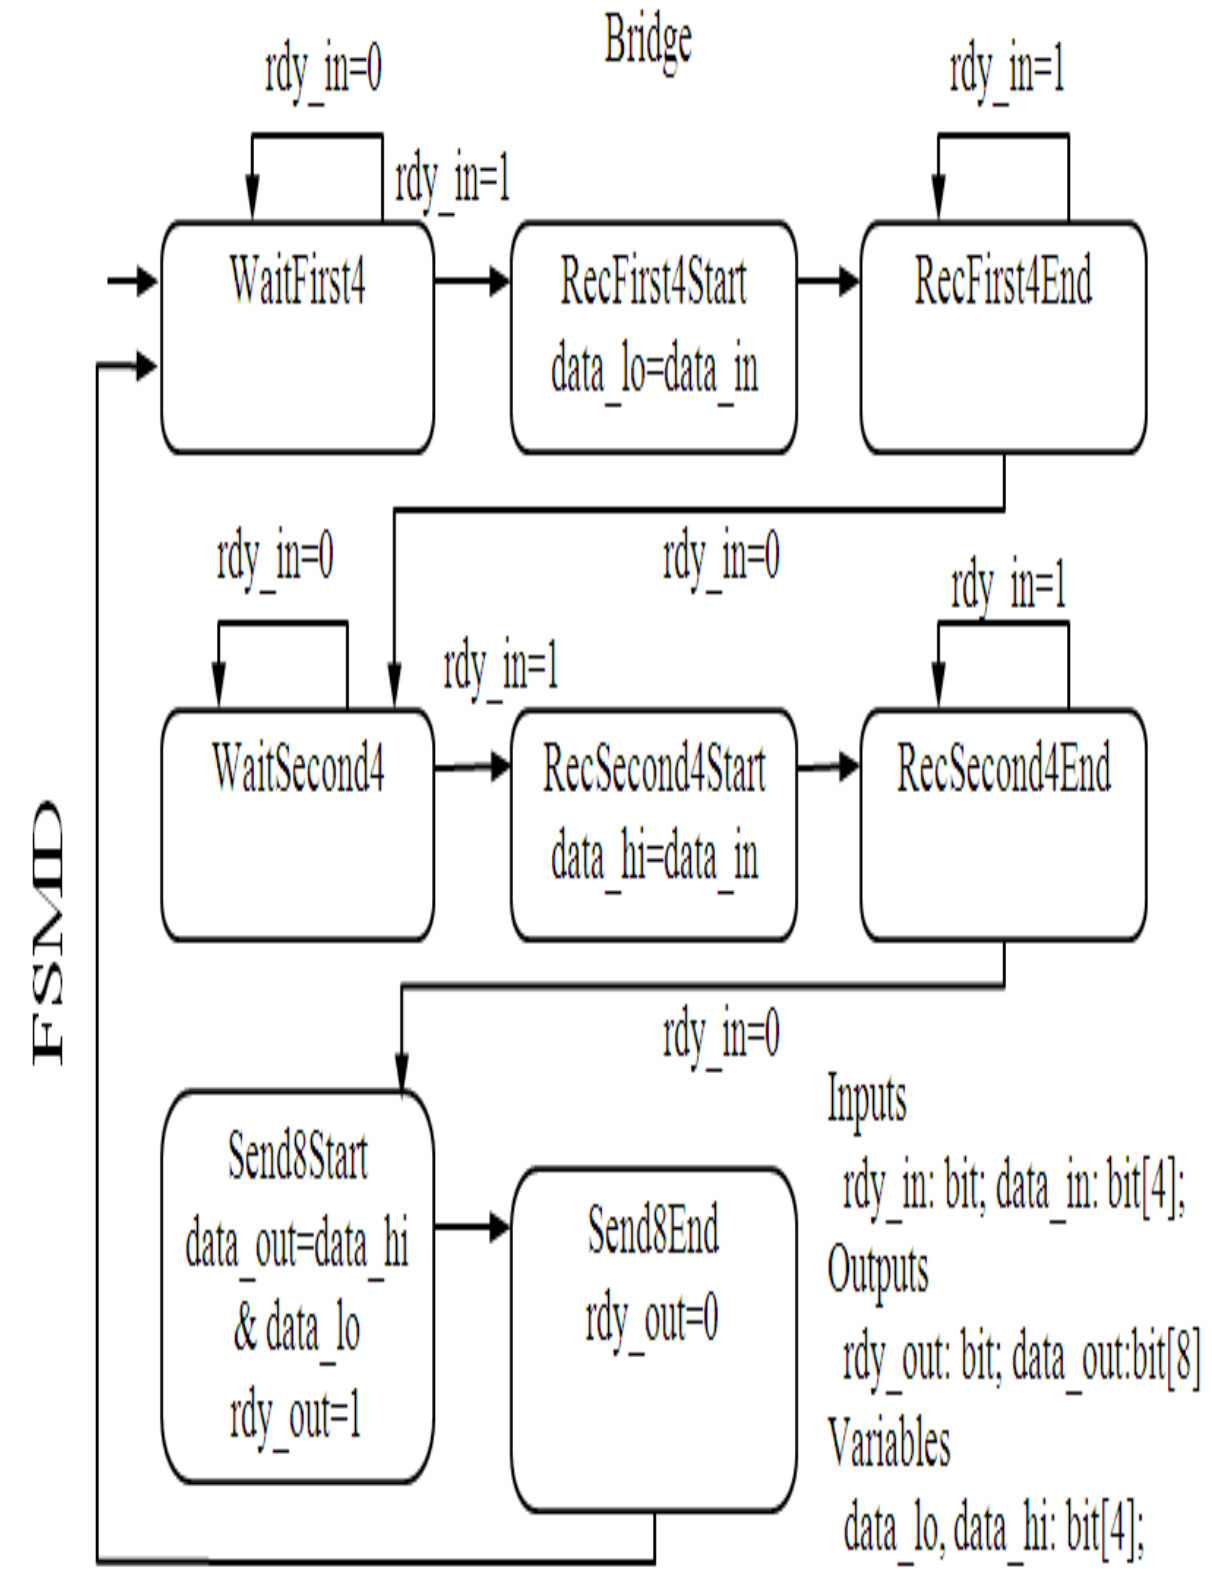 Bridge
rdy_in=0
rdy_in=1
rdy_in=1
WaitFirst4
RecFirst4Start
data_lo=data_in
RecFirst4End
rdy_in=0
rdy_in=0
rdy_in=1
rdy_in=1
WaitSecond4
RecSecond4Start
data_hi=data_in
RecSecond4End
FSMD
rdy_in=0
Send8Start
data_out=data_hi
& data_lo
rdy_out=1
Send8End
rdy_out=0
Inputs
rdy_in: bit; data_in: bit[4];
Outputs
rdy_out: bit; data_out:bit[8]
Variables
data_lo, data_hi: bit[4];